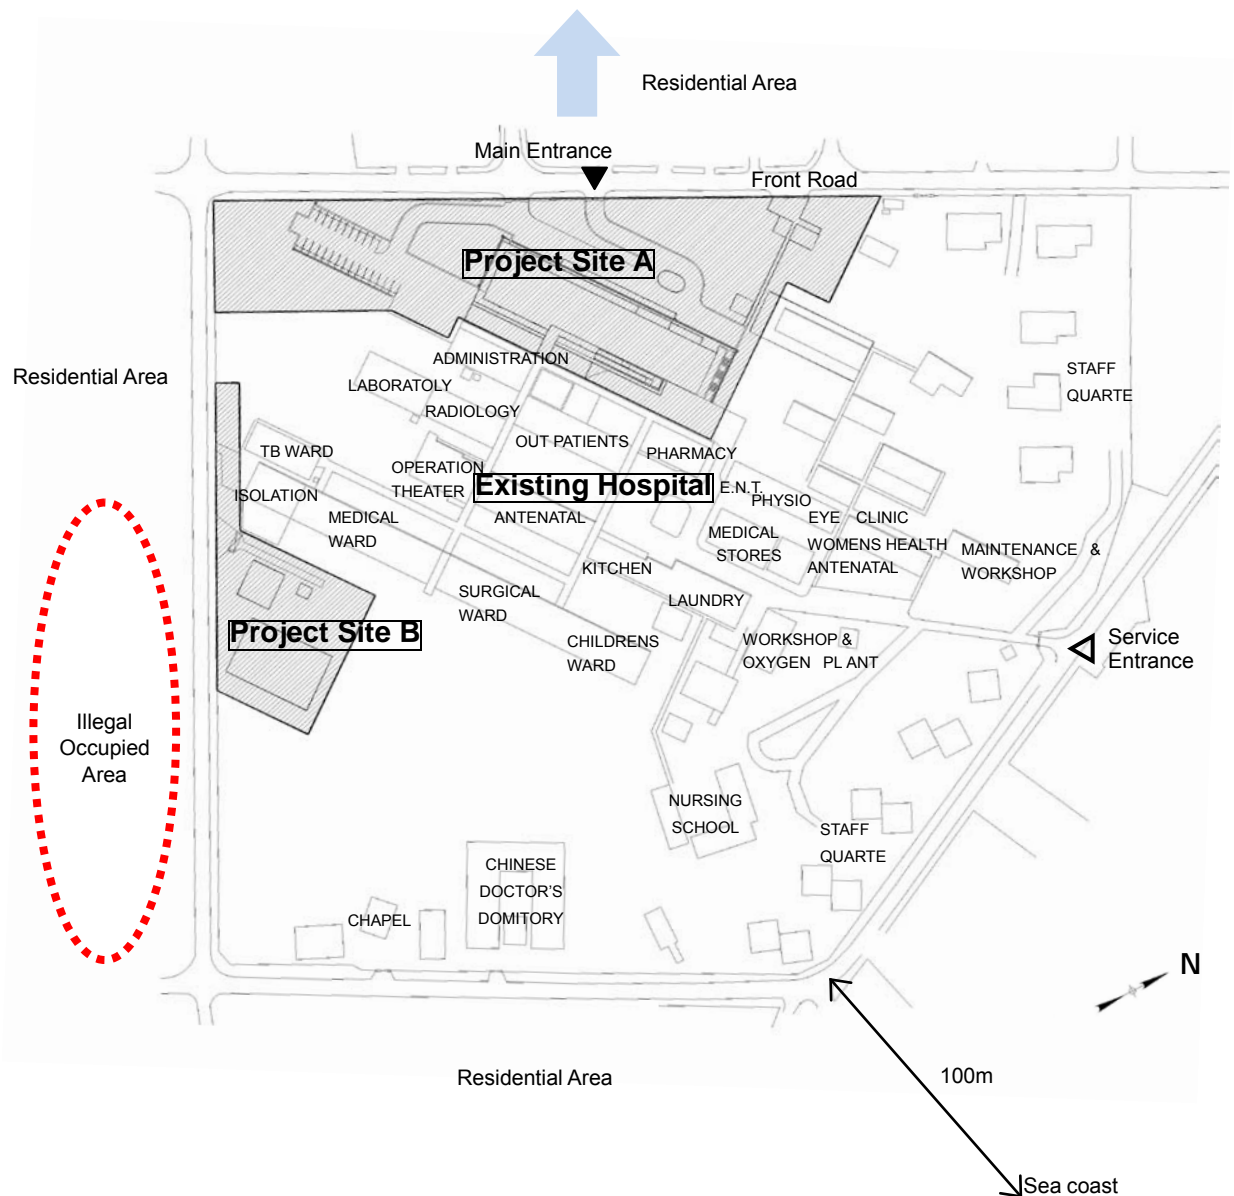 Residential Area
Main Entrance
Front Road
Project Site A
Residential Area
ADMINISTRATION
LABORATOLY
RADIOLOGY
STAFF
QUARTE
OUT PATIENTS
PHARMACY
TB WARD
OPERATION
THEATER
Existing Hospital
E.N.T.
PHYSIO
ISOLATION
MEDICAL
WARD
ANTENATAL
EYE CLINIC
MEDICAL
STORES
WOMENS HEALTH
ANTENATAL
MAINTENANCE &
WORKSHOP
KITCHEN
SURGICAL
WARD
LAUNDRY
Project Site B
CHILDRENS
WARD
WORKSHOP &
OXYGEN PLANT
Service
Entrance
Illegal
Occupied
Area
NURSING
SCHOOL
STAFF
QUARTE
CHINESE
DOCTOR'S
DOMITORY
CHAPEL
N
Residential Area
100m
Sea coast